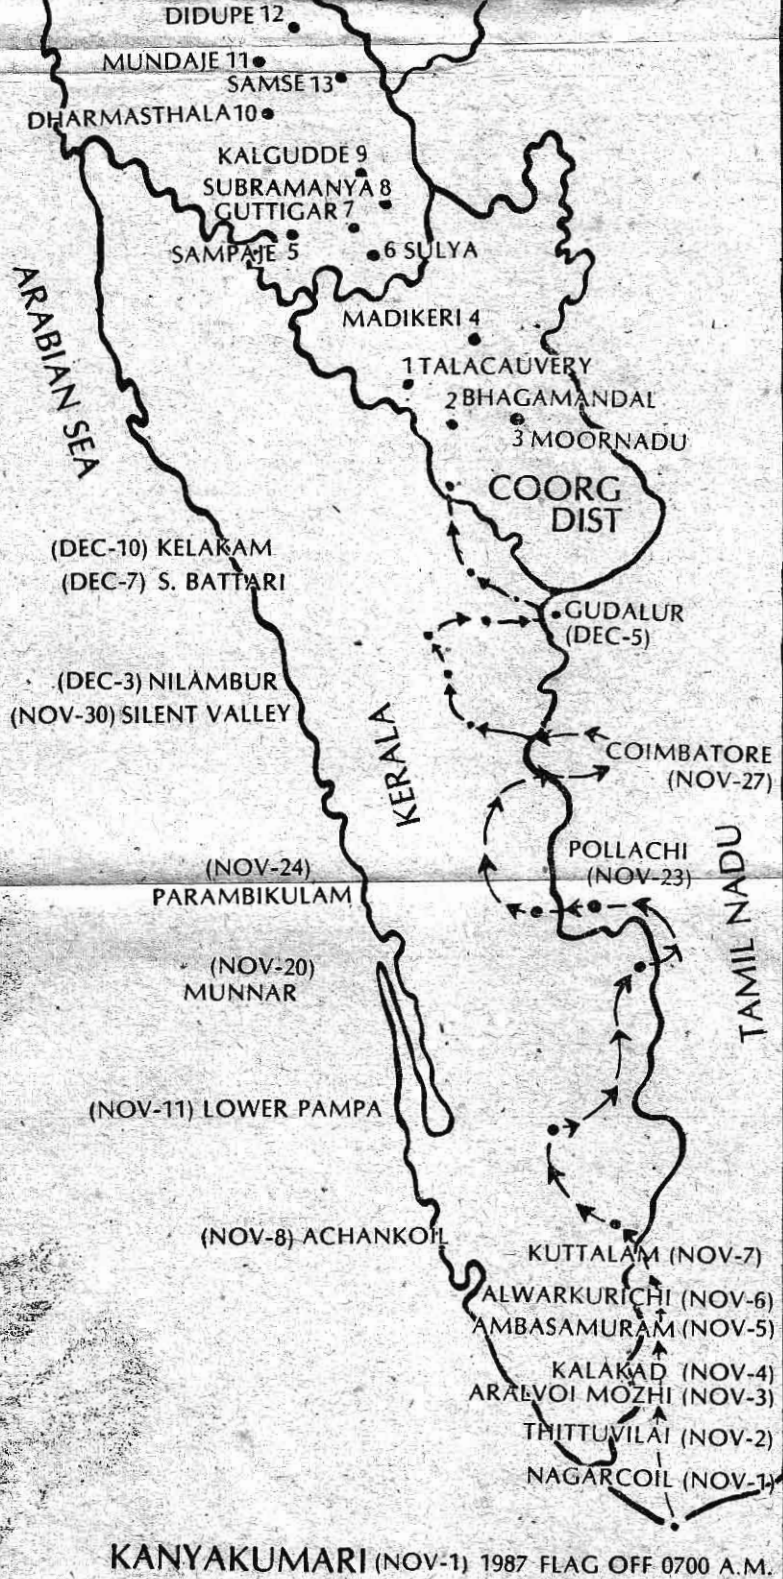 DIDUPE 12
MUNDAJE 11
SAMSE 13
DHARMASTHALA 10
KALGUDDE 9
SUBRAMANYA 8
GUTTIGAR 7
SAMPAJE 5
6 SULYA
MADIKERI 4
1 TALACAUVERY
2 BHAGAMANDAL
3 MOORNADU
ARABIAN SEA
COORG
DIST
(DEC-10) KELAKAM
(DEC-7) S. BATTARI
GUDALUR
(DEC-5)
(DEC-3) NILAMBUR
(NOV-30) SILENT VALLEY
KERALA
COIMBATORE
(NOV-27)
POLLACHI
(NOV-23)
(NOV-24)
PARAMBIKULAM
TAMIL NADU
(NOV-20)
MUNNAR
(NOV-11) LOWER PAMPA
(NOV-8) ACHANKOIL
KUTTALAM (NOV-7)
ALWARKURICHI (NOV-6)
AMBASAMURAM (NOV-5)
KALAKAD (NOV-4)
ARALVOI MOZHI (NOV-3)
THITTUVILAI (NOV-2)
NAGARCOIL (NOV-1)
KANYAKUMARI (NOV-1) 1987 FLAG OFF 0700 A.M.